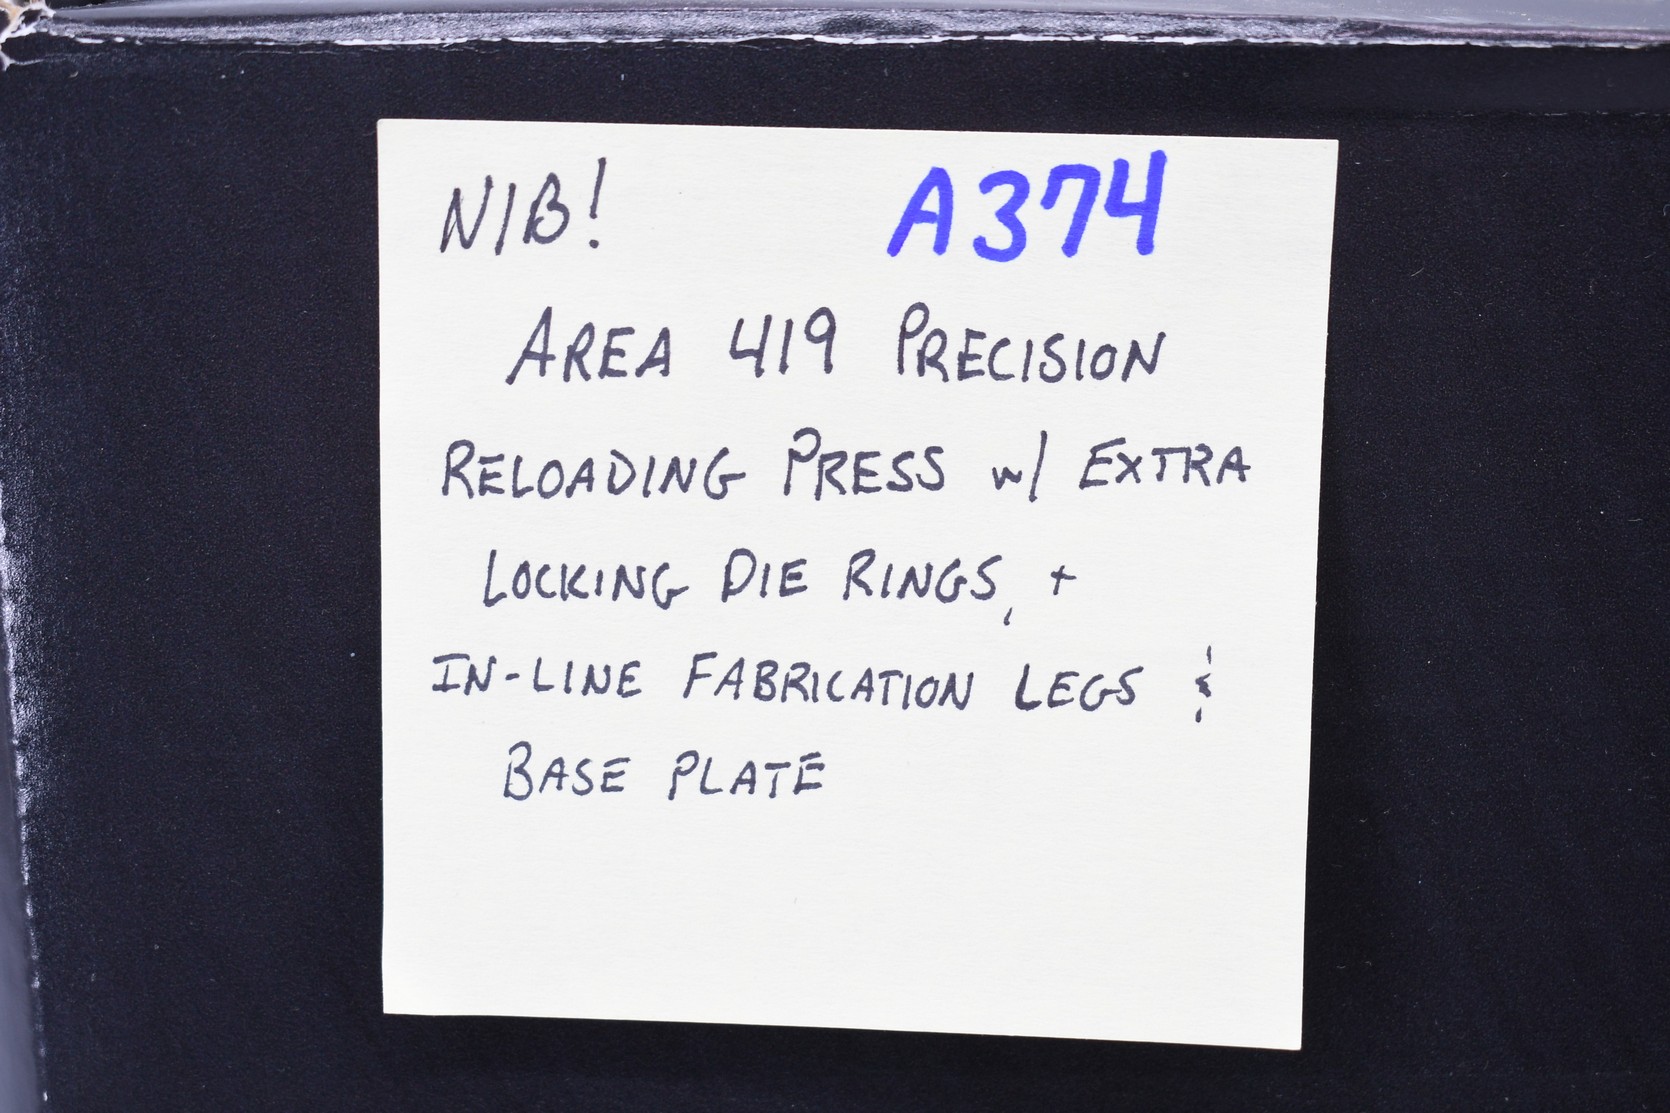 NIB! A374
AREA 419 PRECISION
RELOADING PRESS w/ EXTRA
LOCKING DIE RINGS, +
IN-LINE FABRICATION LEGS &
BASE PLATE